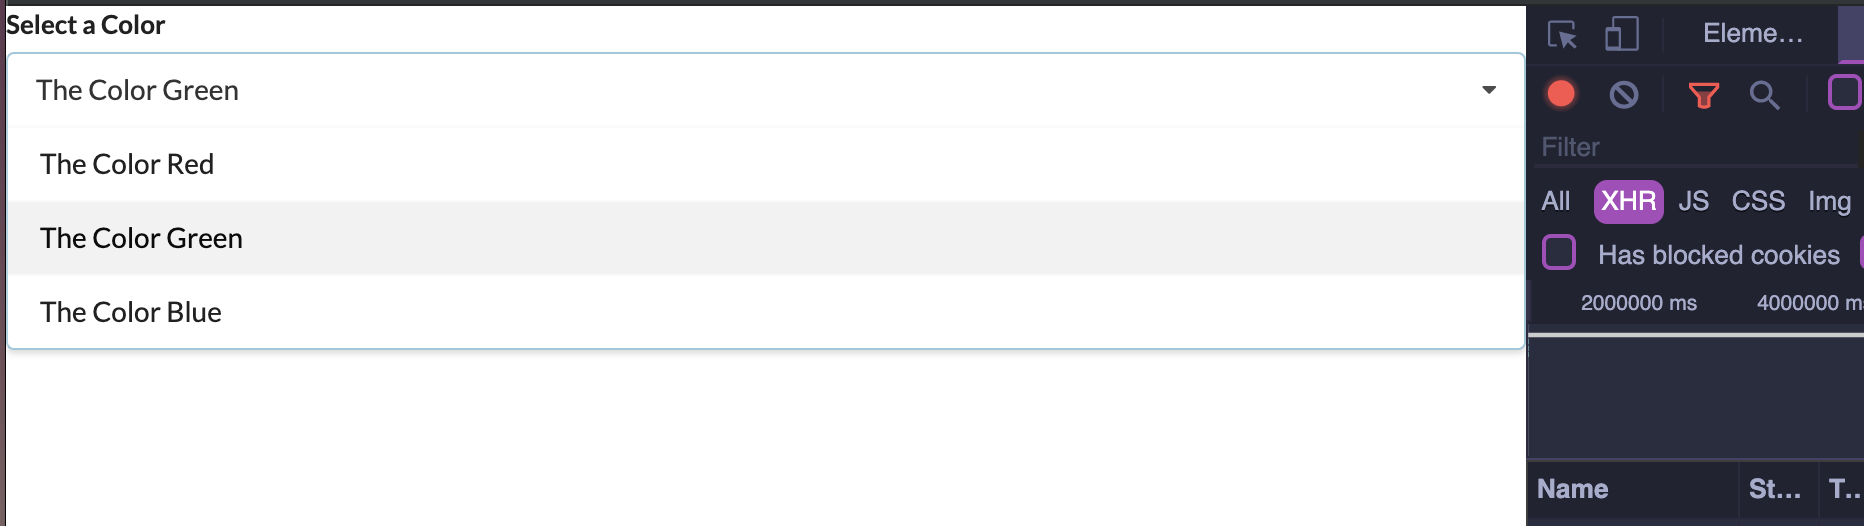 Select a Color
The Color Green
The Color Red
The Color Green
The Color Blue
Eleme…
Filter
All XHR JS CSS Img
Has blocked cookies
2000000 ms 4000000 m
Name St… T…